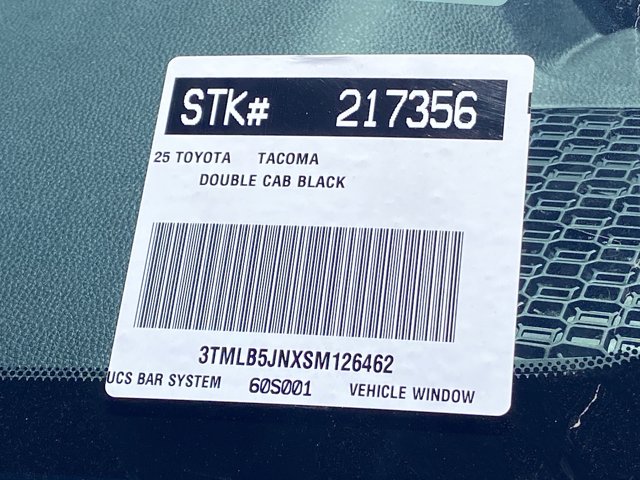 STK# 217356
25 TOYOTA TACOMA
DOUBLE CAB BLACK
3TMLB5JNXSM126462
UCS BAR SYSTEM 60S001 VEHICLE WINDOW